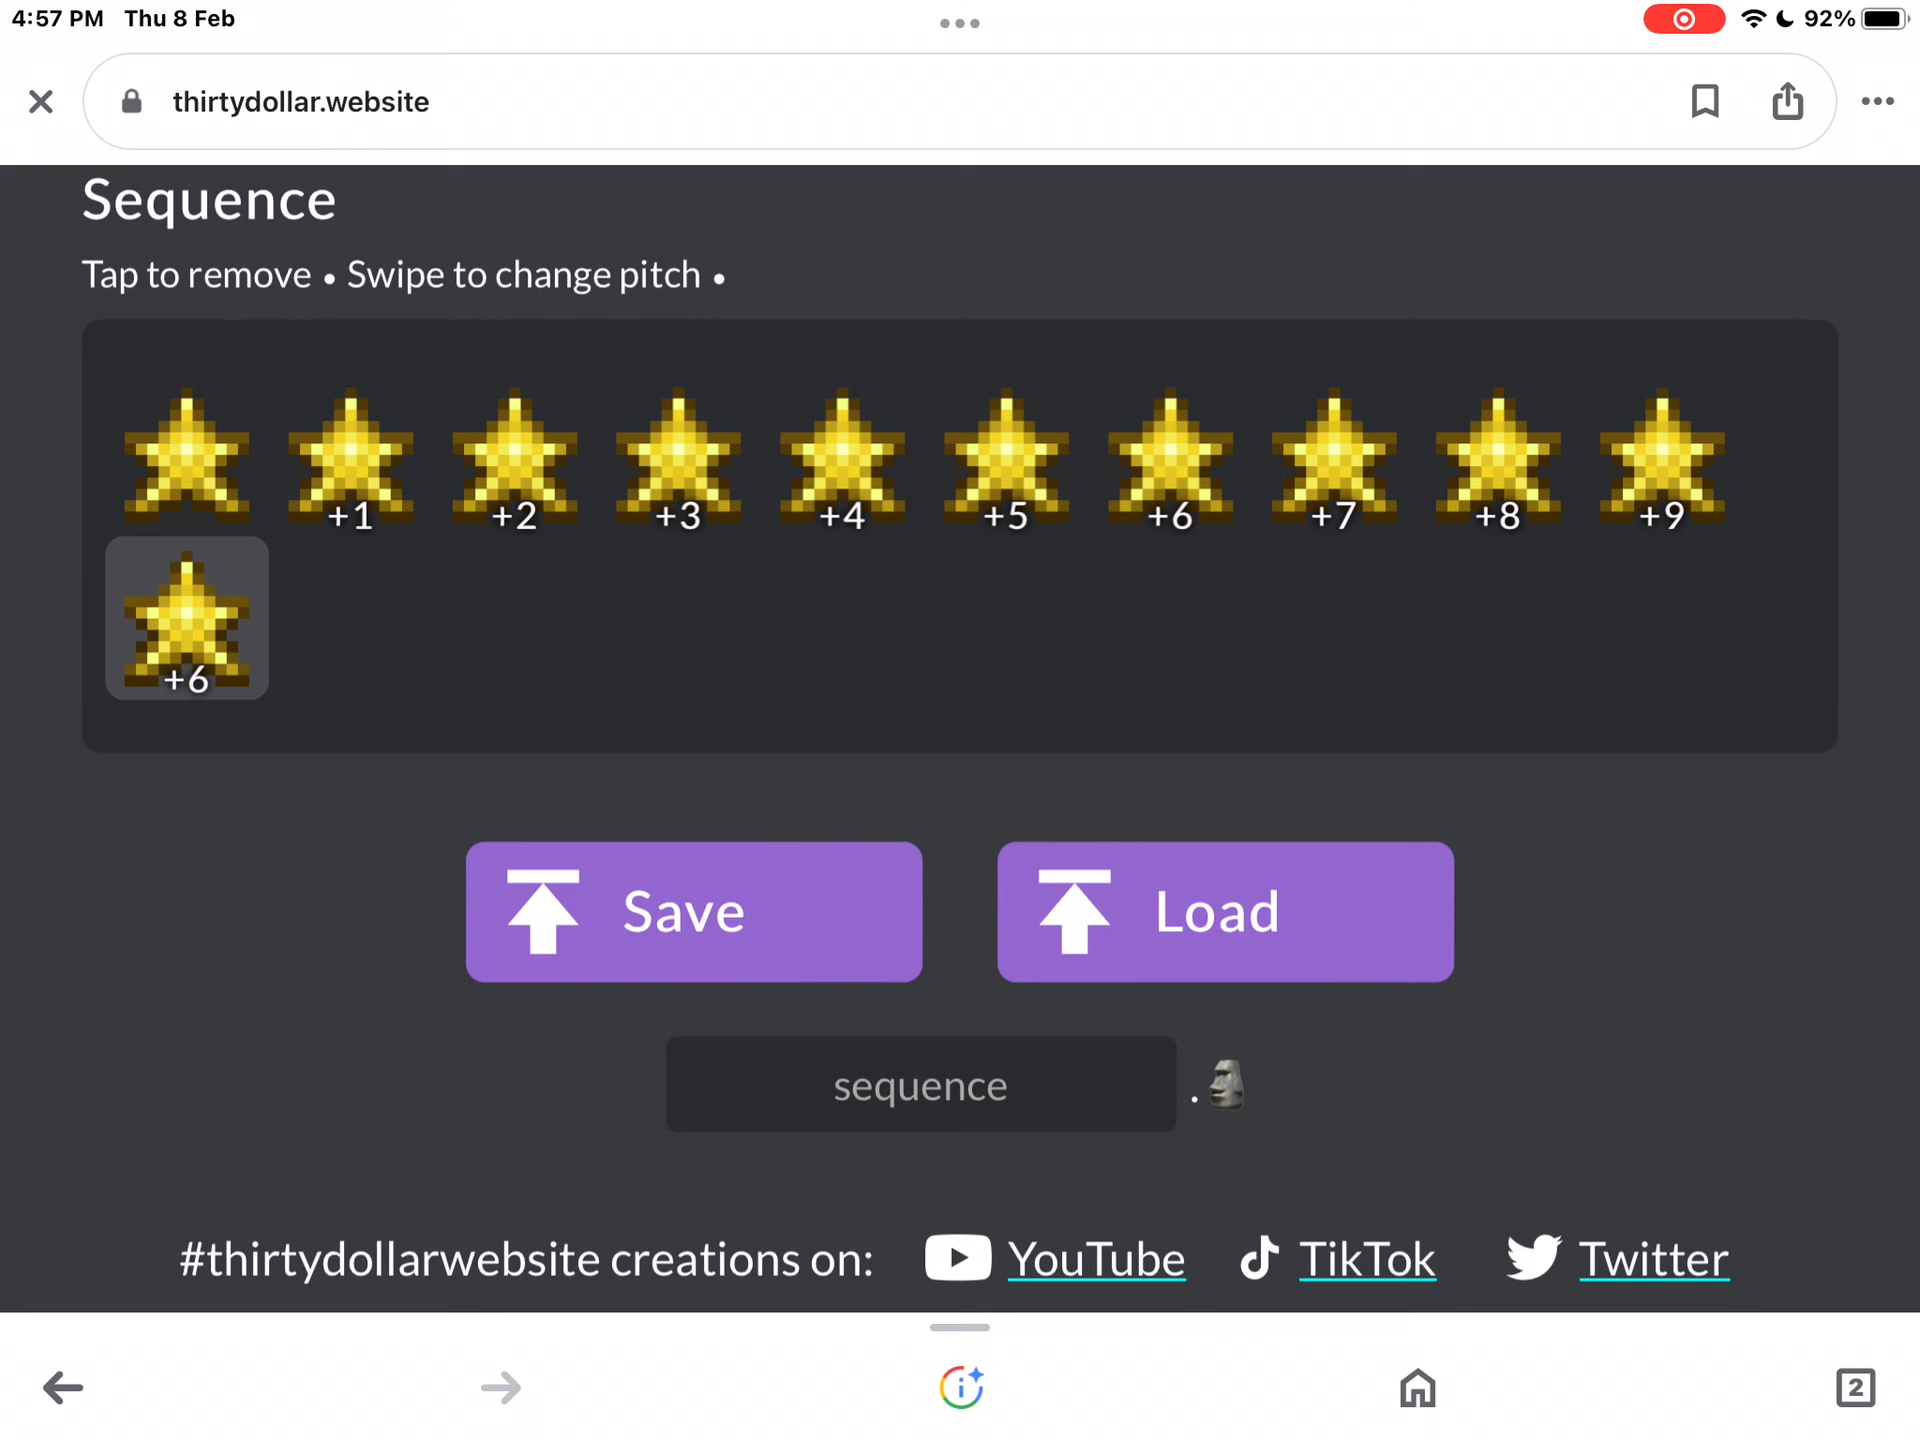 4:57 PM Thu 8 Feb
92%
thirtydollar.website
Sequence
Tap to remove • Swipe to change pitch •
+1 +2 +3 +4 +5 +6 +7 +8 +9
+6
Save Load
sequence .🗿
#thirtydollarwebsite creations on: YouTube TikTok Twitter
2